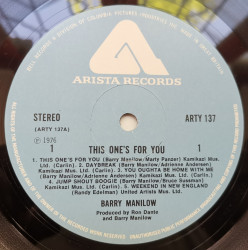 ARISTA RECORDS
STEREO
ARTY 137
(ARTY 137A)
℗ 1976
1
THIS ONE'S FOR YOU
1
1. THIS ONE'S FOR YOU (Barry Manilow/Marty Panzer) Kamikazi Mus.
Ltd. (Carlin). 2. DAYBREAK (Barry Manilow/Adrienne Anderson)
Kamikazi Mus. Ltd. (Carlin). 3. YOU OUGHTA BE HOME WITH ME
(Barry Manilow/Adrienne Anderson) Kamikazi Mus. Ltd. (Carlin).
4. JUMP SHOUT BOOGIE (Barry Manilow/Bruce Sussman)
Kamikazi Mus. Ltd. (Carlin). 5. WEEKEND IN NEW ENGLAND
(Randy Edelman) United Artists Mus. Ltd.
BARRY MANILOW
Produced by Ron Dante
and Barry Manilow